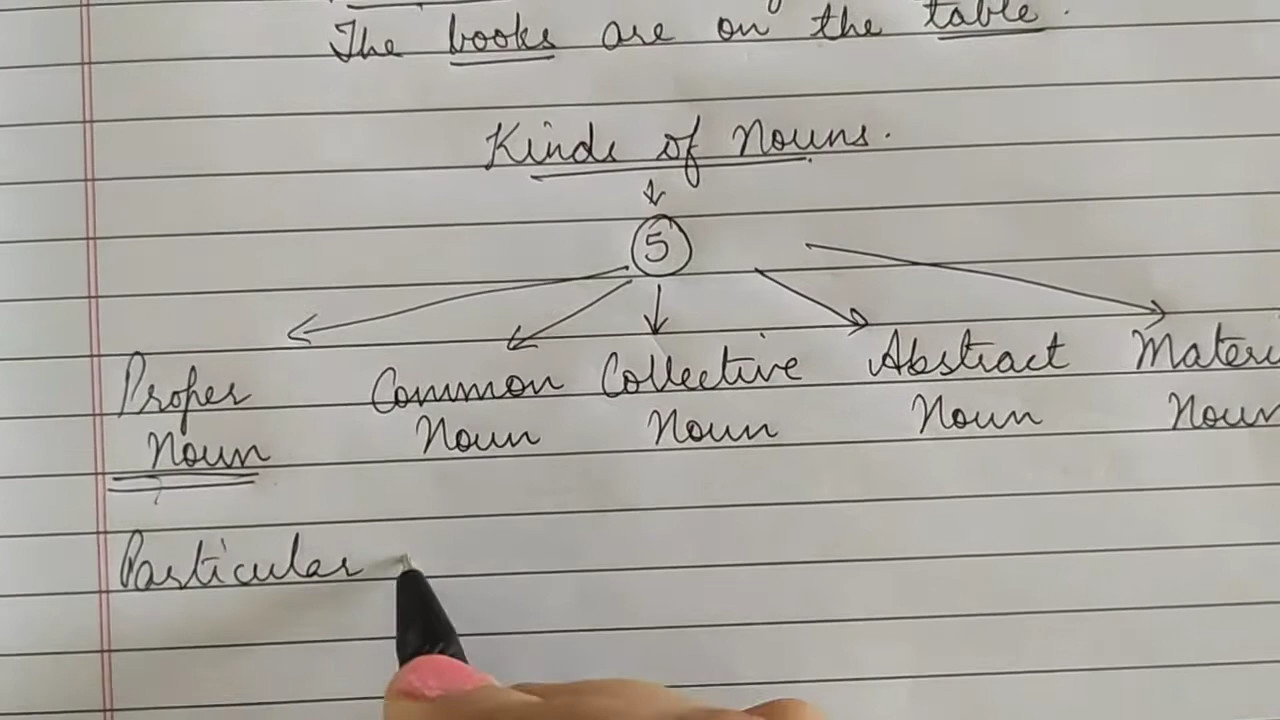 The books are on the table.
Kinds of Nouns.
5
Proper Common Collective Abstract Materi
Noun Noun Noun Noun Noun
Particular